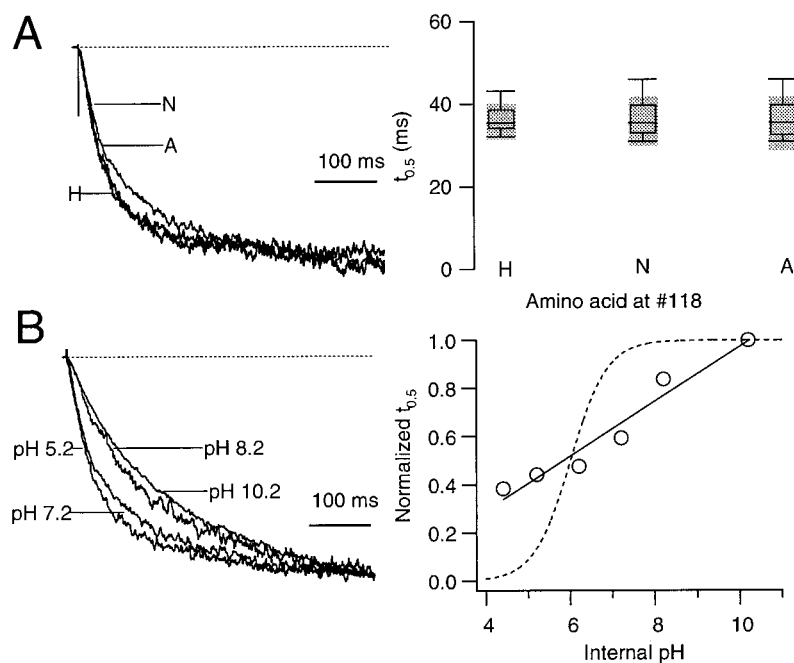 A
N
A
H
100 ms
60
40
20
0
t0.5 (ms)
H N A
Amino acid at #118
B
pH 5.2
pH 8.2
pH 10.2
pH 7.2
100 ms
1.0
0.8
0.6
0.4
0.2
0.0
Normalized t0.5
4 6 8 10
Internal pH